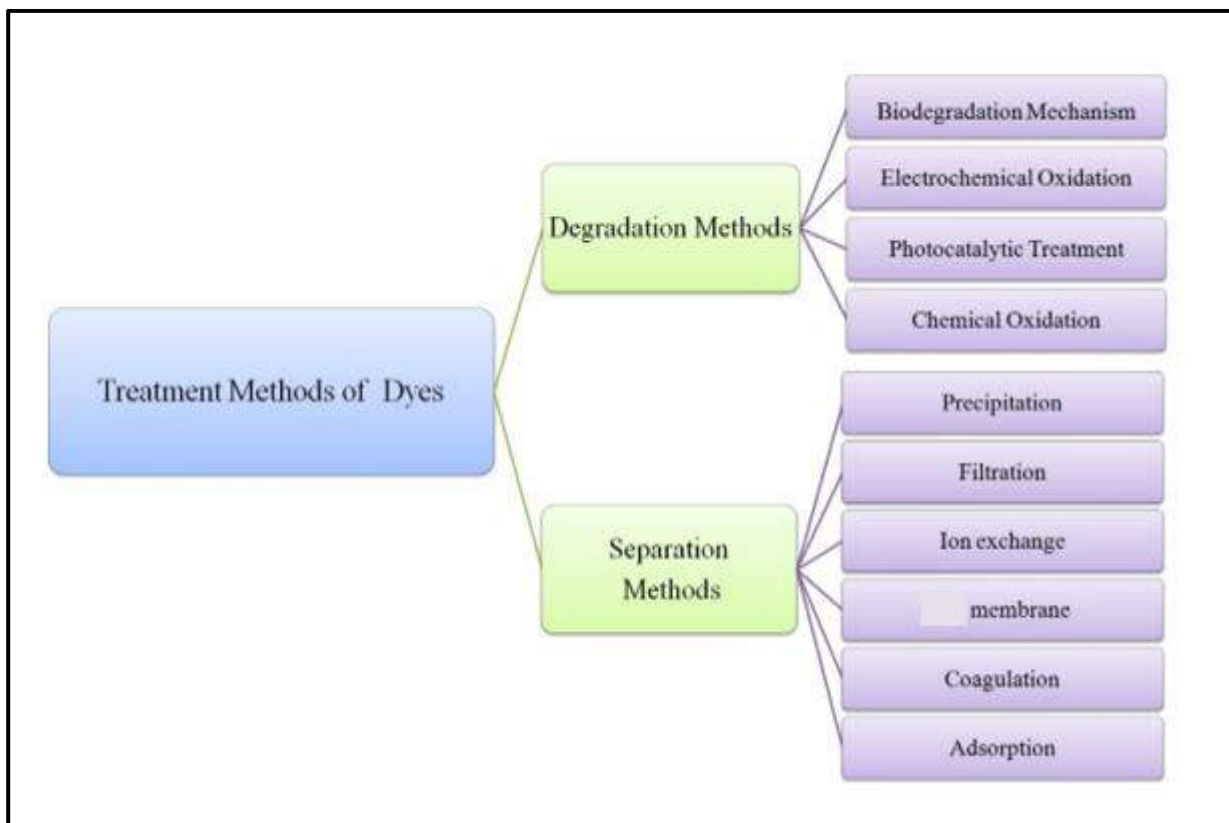 Treatment Methods of Dyes
Degradation Methods
Biodegradation Mechanism
Electrochemical Oxidation
Photocatalytic Treatment
Chemical Oxidation
Separation
Methods
Precipitation
Filtration
Ion exchange
membrane
Coagulation
Adsorption